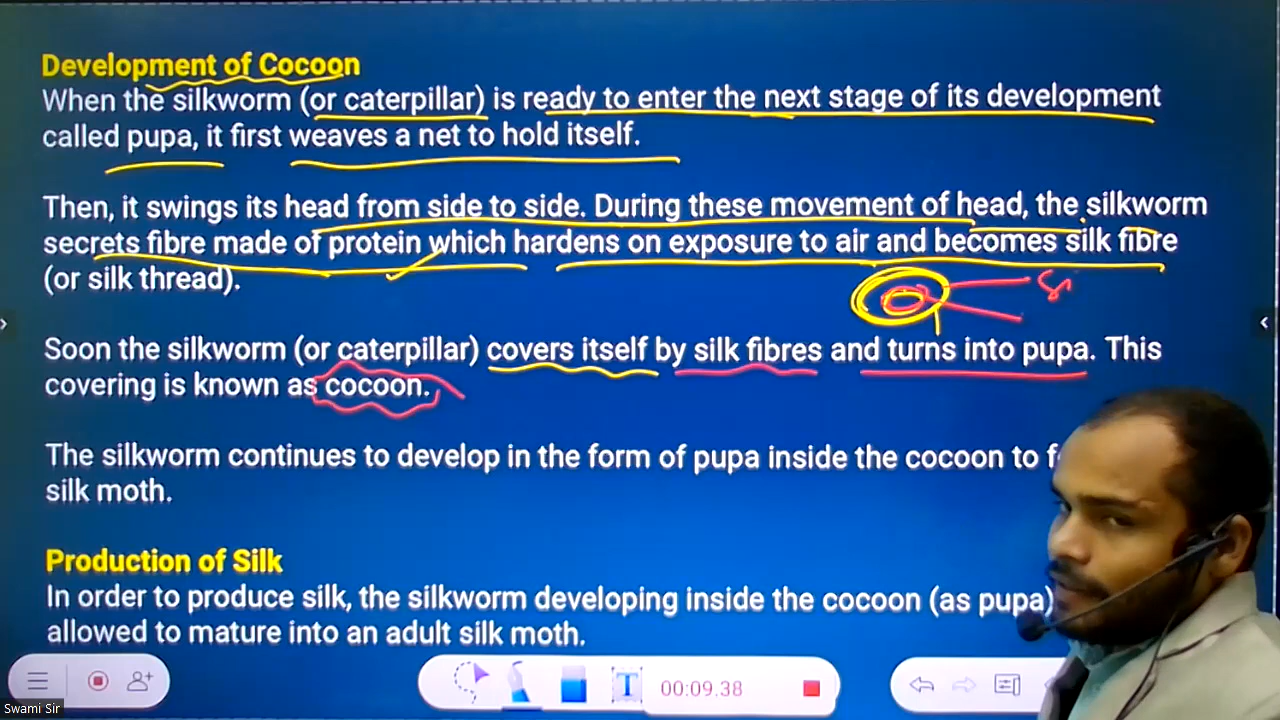 Development of Cocoon
When the silkworm (or caterpillar) is ready to enter the next stage of its development
called pupa, it first weaves a net to hold itself.
Then, it swings its head from side to side. During these movement of head, the silkworm
secrets fibre made of protein which hardens on exposure to air and becomes silk fibre
(or silk thread).
Soon the silkworm (or caterpillar) covers itself by silk fibres and turns into pupa. This
covering is known as cocoon.
The silkworm continues to develop in the form of pupa inside the cocoon to
silk moth.
Production of Silk
In order to produce silk, the silkworm developing inside the cocoon (as pupa)
allowed to mature into an adult silk moth.
T 00:09.38
Swami Sir